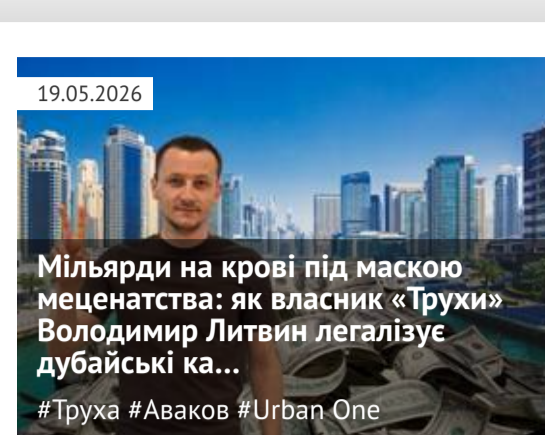 19.05.2026
Мільярди на крові під маскою
меценатства: як власник «Трухи»
Володимир Литвин легалізує
дубайські ка...
#Труха #Аваков #Urban One